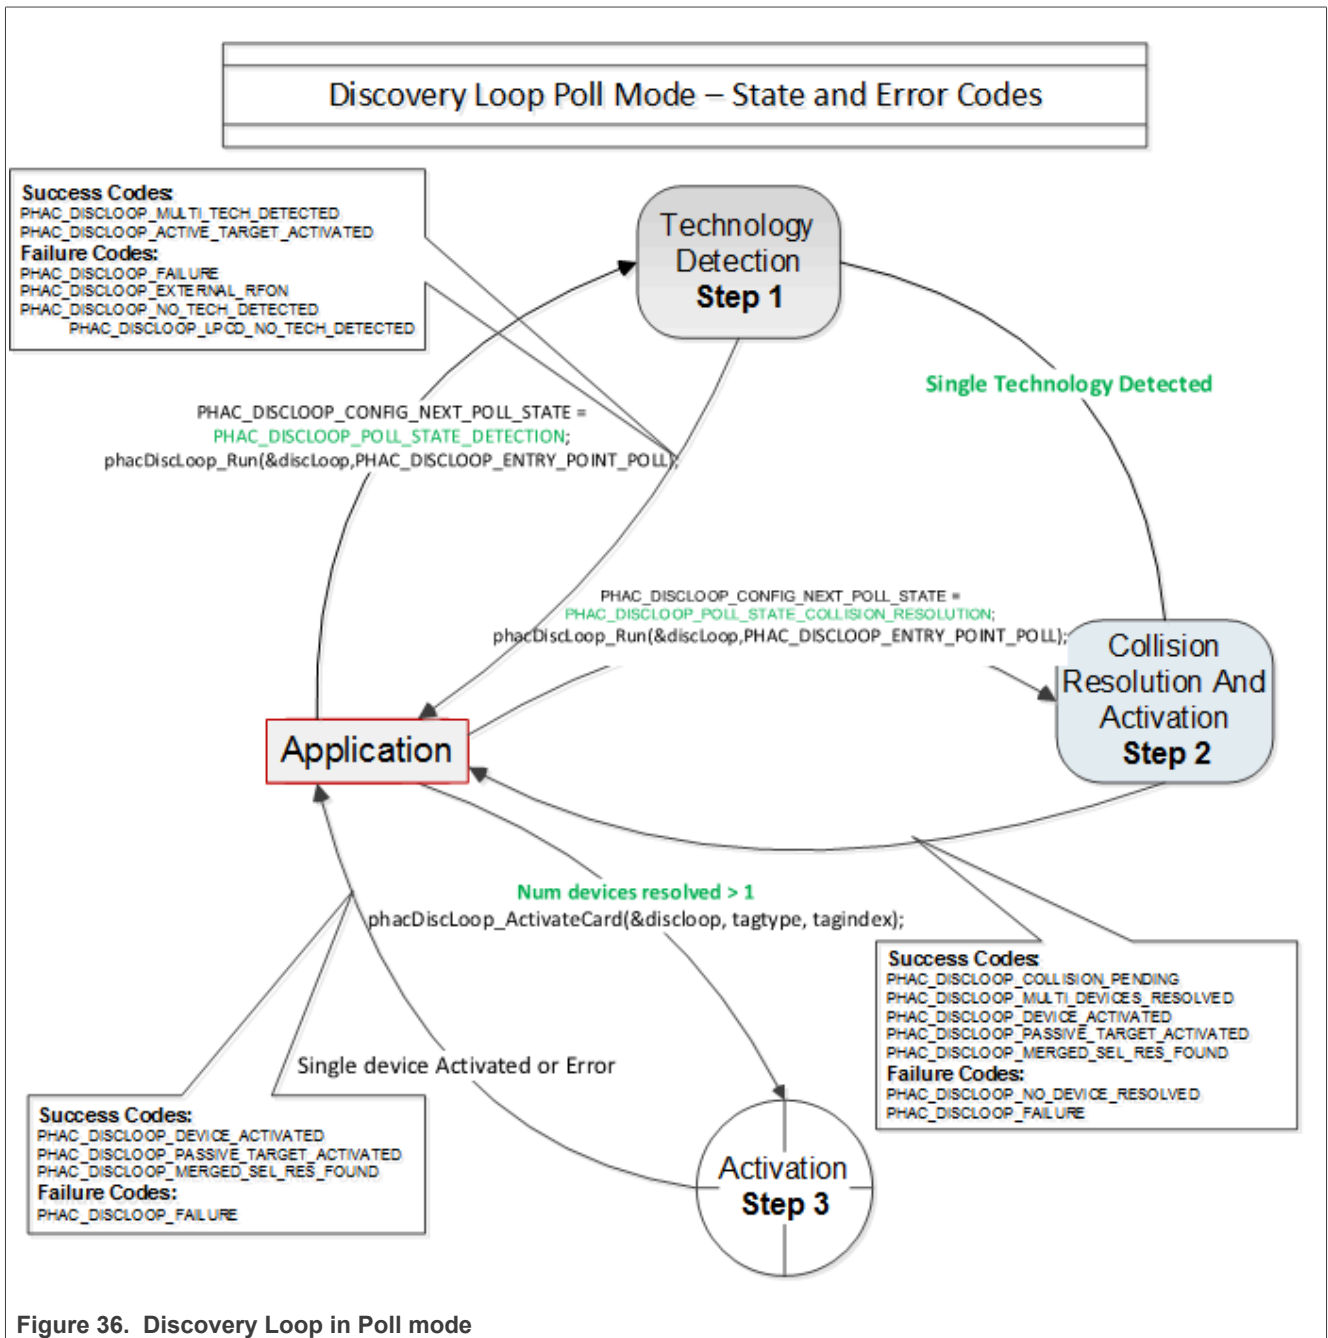 Discovery Loop Poll Mode – State and Error Codes
Success Codes:
PHAC_DISCLOOP_MULTI_TECH_DETECTED
PHAC_DISCLOOP_ACTIVE_TARGET_ACTIVATED
Failure Codes:
PHAC_DISCLOOP_FAILURE
PHAC_DISCLOOP_EXTERNAL_RFON
PHAC_DISCLOOP_NO_TECH_DETECTED
PHAC_DISCLOOP_LPCD_NO_TECH_DETECTED
Technology
Detection
Step 1
Single Technology Detected
PHAC_DISCLOOP_CONFIG_NEXT_POLL_STATE =
PHAC_DISCLOOP_POLL_STATE_DETECTION;
phacDiscLoop_Run(&discLoop,PHAC_DISCLOOP_ENTRY_POINT_POLL);
PHAC_DISCLOOP_CONFIG_NEXT_POLL_STATE =
PHAC_DISCLOOP_POLL_STATE_COLLISION_RESOLUTION;
phacDiscLoop_Run(&discLoop,PHAC_DISCLOOP_ENTRY_POINT_POLL);
Collision
Resolution And
Activation
Step 2
Application
Num devices resolved > 1
phacDiscLoop_ActivateCard(&discloop, tagtype, tagindex);
Success Codes:
PHAC_DISCLOOP_COLLISION_PENDING
PHAC_DISCLOOP_MULTI_DEVICES_RESOLVED
PHAC_DISCLOOP_DEVICE_ACTIVATED
PHAC_DISCLOOP_PASSIVE_TARGET_ACTIVATED
PHAC_DISCLOOP_MERGED_SEL_RES_FOUND
Failure Codes:
PHAC_DISCLOOP_NO_DEVICE_RESOLVED
PHAC_DISCLOOP_FAILURE
Single device Activated or Error
Success Codes:
PHAC_DISCLOOP_DEVICE_ACTIVATED
PHAC_DISCLOOP_PASSIVE_TARGET_ACTIVATED
PHAC_DISCLOOP_MERGED_SEL_RES_FOUND
Failure Codes:
PHAC_DISCLOOP_FAILURE
Activation
Step 3
Figure 36. Discovery Loop in Poll mode